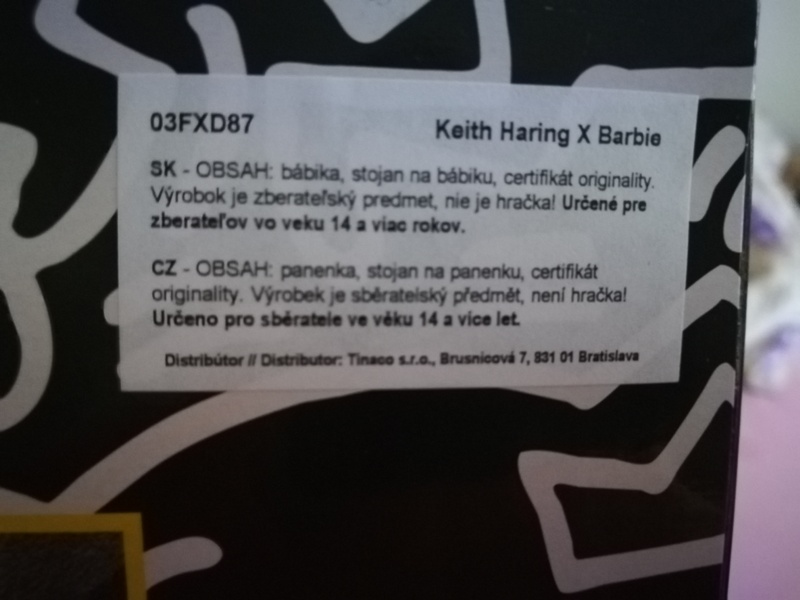 03FXD87 Keith Haring X Barbie
SK - OBSAH: bábika, stojan na bábiku, certifikát originality.
Výrobok je zberateľský predmet, nie je hračka! Určené pre
zberateľov vo veku 14 a viac rokov.
CZ - OBSAH: panenka, stojan na panenku, certifikát
originality. Výrobek je sběratelský předmět, není hračka!
Určeno pro sběratele ve věku 14 a více let.
Distribútor // Distributor: Tinaco s.r.o., Brusnicová 7, 831 01 Bratislava